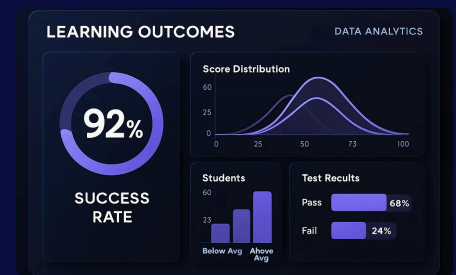 LEARNING OUTCOMES
DATA ANALYTICS
92%
SUCCESS
RATE
Score Distribution
60
25
0
0 25 50 73 100
Students
60
23
Below Avg Ahove
Avg
Test Recults
Pass 68%
Fail 24%